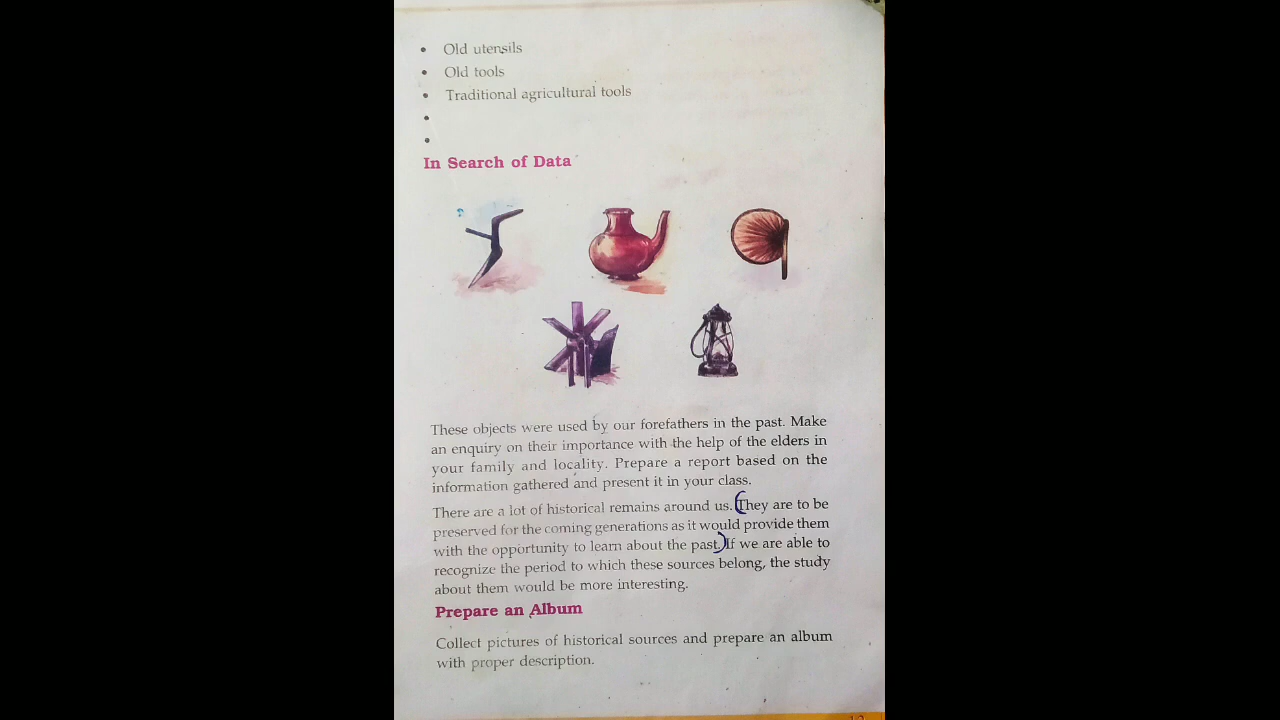 • Old utensils
• Old tools
• Traditional agricultural tools
•
•
In Search of Data
These objects were used by our forefathers in the past. Make
an enquiry on their importance with the help of the elders in
your family and locality. Prepare a report based on the
information gathered and present it in your class.
There are a lot of historical remains around us. (They are to be
preserved for the coming generations as it would provide them
with the opportunity to learn about the past.) If we are able to
recognize the period to which these sources belong, the study
about them would be more interesting.
Prepare an Album
Collect pictures of historical sources and prepare an album
with proper description.